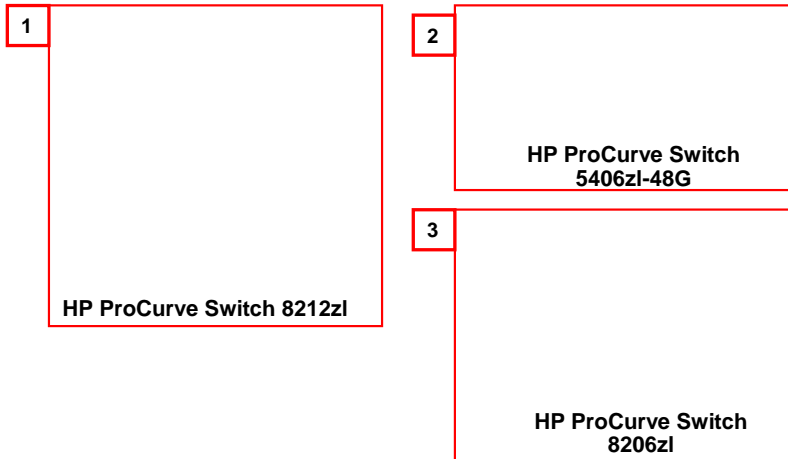 1
HP ProCurve Switch 8212zl
2
HP ProCurve Switch
5406zl-48G
3
HP ProCurve Switch
8206zl